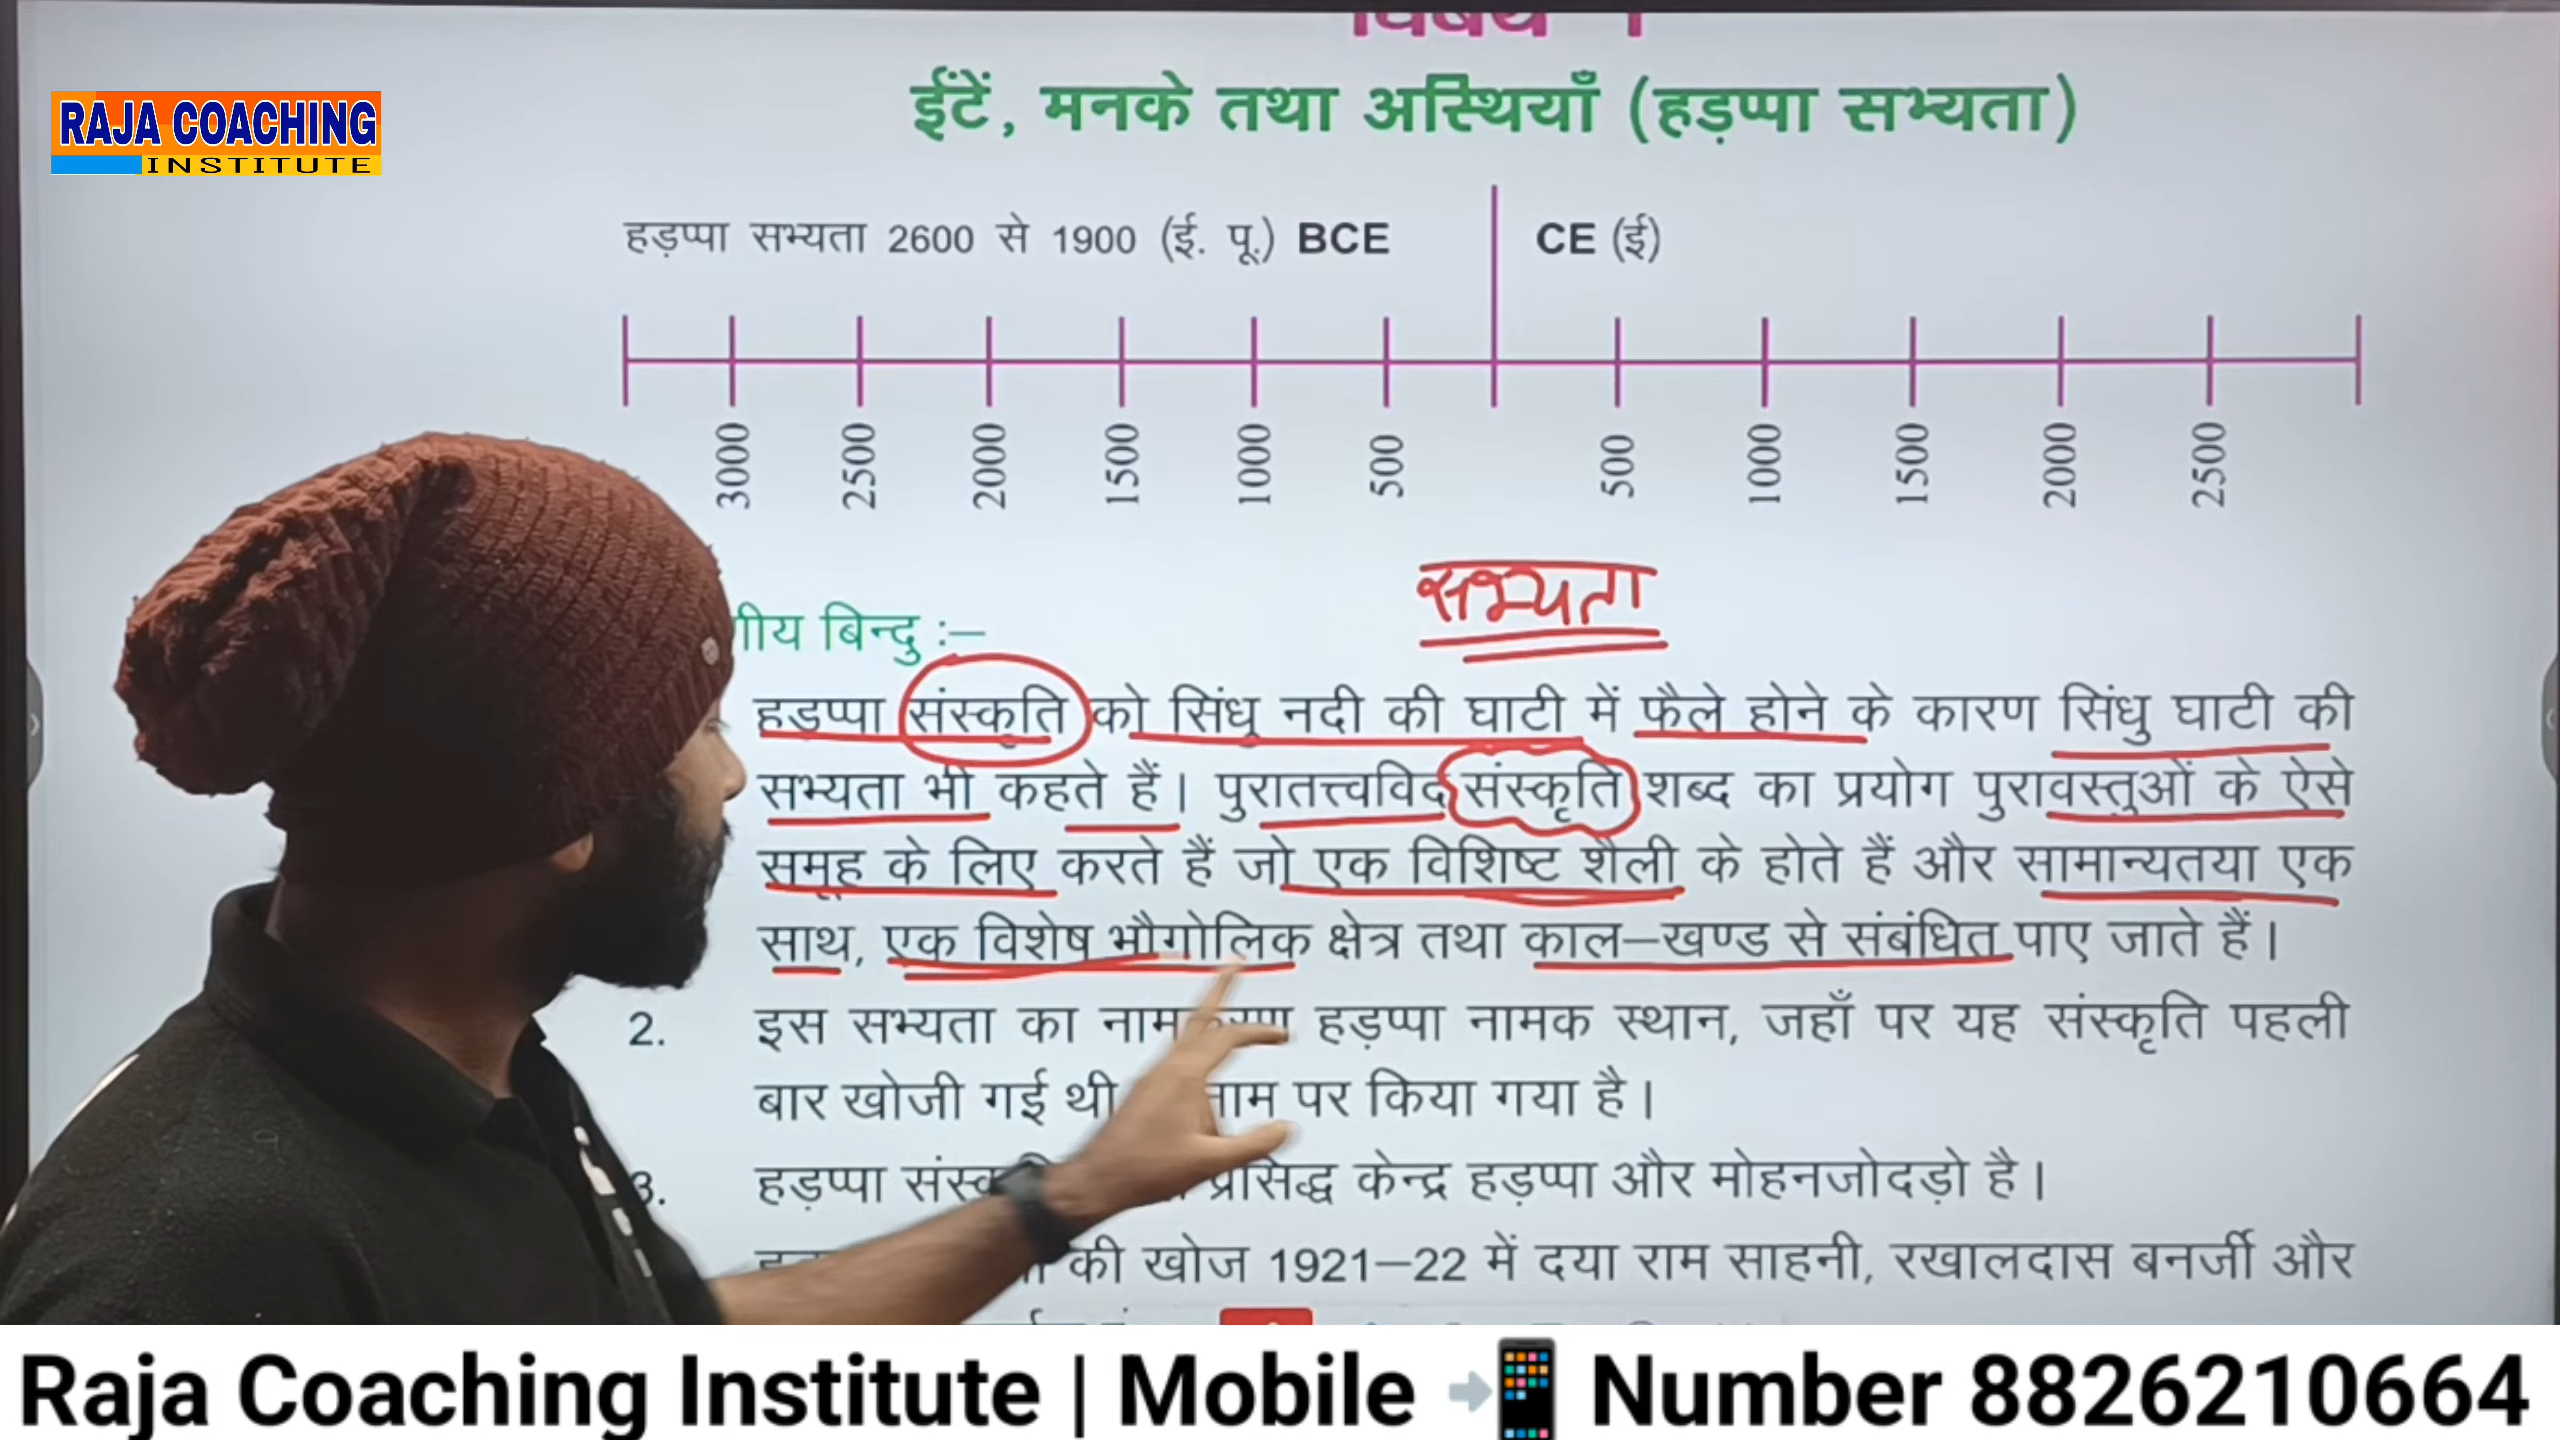 RAJA COACHING
INSTITUTE
ईंटें, मनके तथा अस्थियाँ (हड़प्पा सभ्यता)
हड़प्पा सभ्यता 2600 से 1900 (ई. पू.) BCE
CE (ई)
3000 2500 2000 1500 1000 500 500 1000 1500 2000 2500
सभ्यता
बिन्दु :–
हडप्पा संस्कृति को सिंधु नदी की घाटी में फैले होने के कारण सिंधु घाटी की
सभ्यता भी कहते हैं। पुरातत्त्वविद संस्कृति शब्द का प्रयोग पुरावस्तुओं के ऐसे
समूह के लिए करते हैं जो एक विशिष्ट शैली के होते हैं और सामान्यतया एक
साथ, एक विशेष भौगोलिक क्षेत्र तथा काल–खण्ड से संबंधित पाए जाते हैं।
2. इस सभ्यता का हड़प्पा नामक स्थान, जहाँ पर यह संस्कृति पहली
बार खोजी गई थी नाम पर किया गया है।
3. हड़प्पा प्रसिद्ध केन्द्र हड़प्पा और मोहनजोदड़ो है।
की खोज 1921–22 में दया राम साहनी, रखालदास बनर्जी और
Raja Coaching Institute | Mobile Number 8826210664